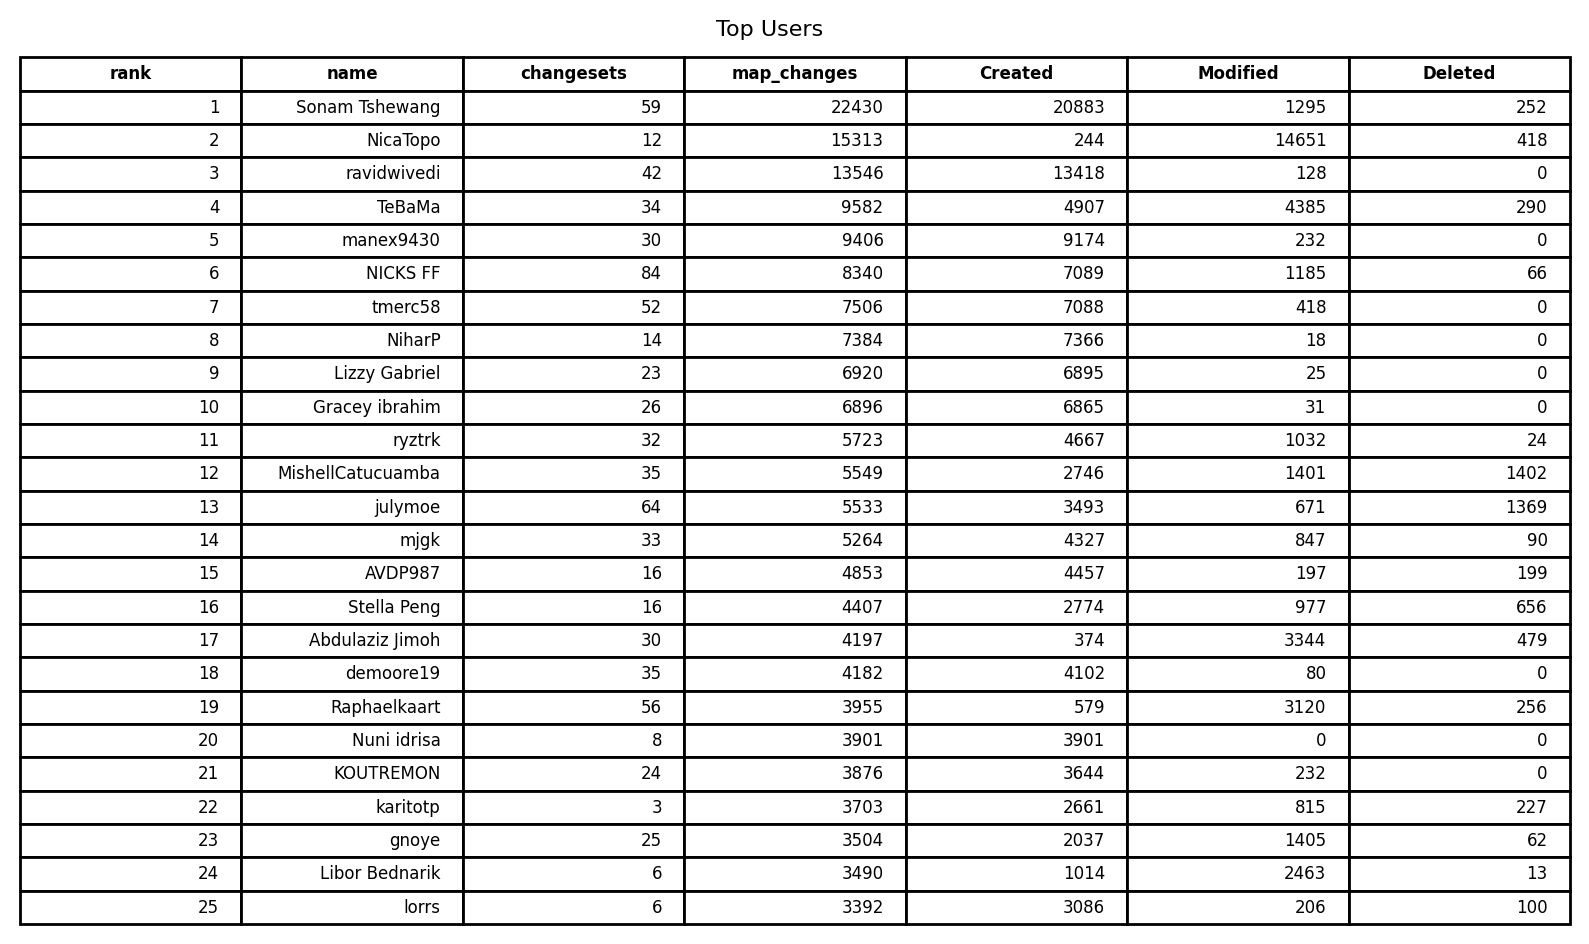 Top Users
rank name changesets map_changes Created Modified Deleted
1 Sonam Tshewang 59 22430 20883 1295 252
2 NicaTopo 12 15313 244 14651 418
3 ravidwivedi 42 13546 13418 128 0
4 TeBaMa 34 9582 4907 4385 290
5 manex9430 30 9406 9174 232 0
6 NICKS FF 84 8340 7089 1185 66
7 tmerc58 52 7506 7088 418 0
8 NiharP 14 7384 7366 18 0
9 Lizzy Gabriel 23 6920 6895 25 0
10 Gracey ibrahim 26 6896 6865 31 0
11 ryztrk 32 5723 4667 1032 24
12 MishellCatucuamba 35 5549 2746 1401 1402
13 julymoe 64 5533 3493 671 1369
14 mjgk 33 5264 4327 847 90
15 AVDP987 16 4853 4457 197 199
16 Stella Peng 16 4407 2774 977 656
17 Abdulaziz Jimoh 30 4197 374 3344 479
18 demoore19 35 4182 4102 80 0
19 Raphaelkaart 56 3955 579 3120 256
20 Nuni idrisa 8 3901 3901 0 0
21 KOUTREMON 24 3876 3644 232 0
22 karitotp 3 3703 2661 815 227
23 gnoye 25 3504 2037 1405 62
24 Libor Bednarik 6 3490 1014 2463 13
25 lorrs 6 3392 3086 206 100